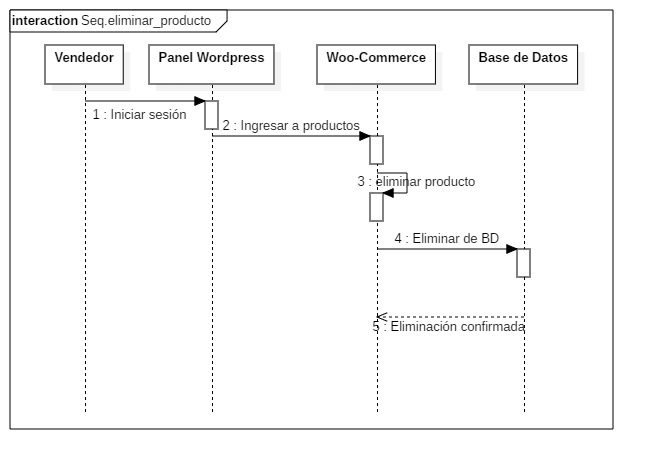 interaction Seq.eliminar_producto
Vendedor
Panel Wordpress
Woo-Commerce
Base de Datos
1 : Iniciar sesión
2 : Ingresar a productos
3 : eliminar producto
4 : Eliminar de BD
5 : Eliminación confirmada